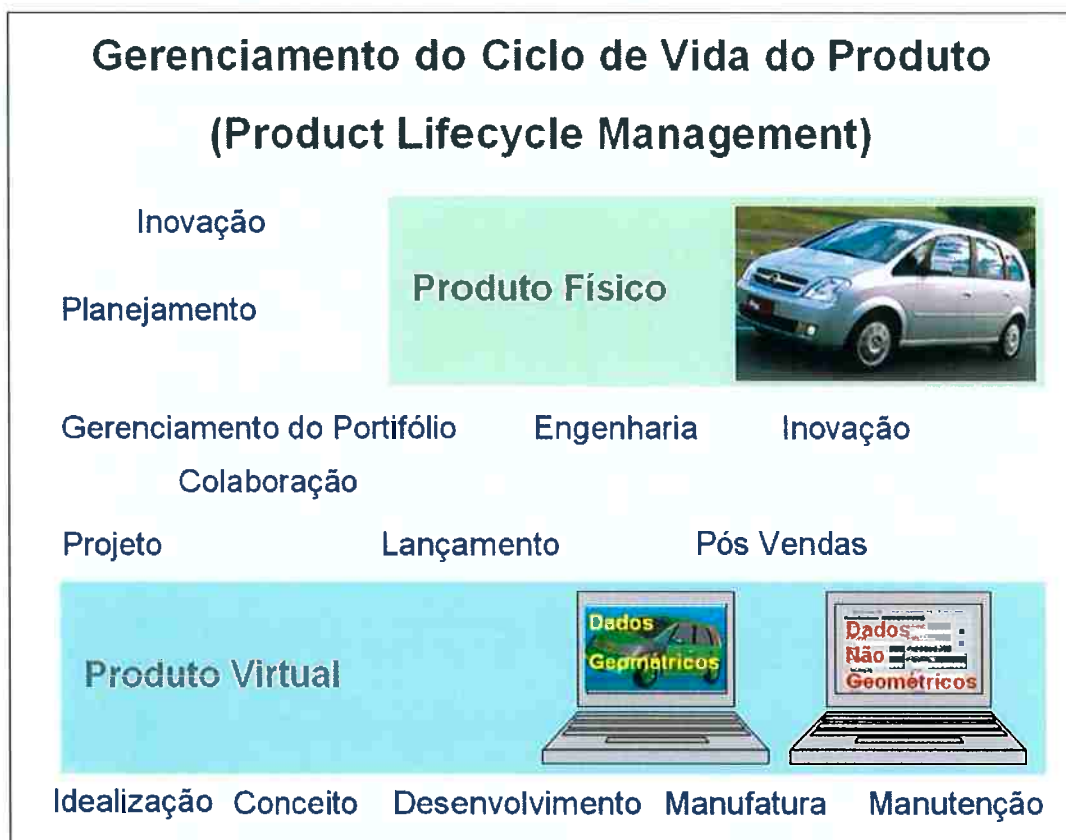 Gerenciamento do Ciclo de Vida do Produto
(Product Lifecycle Management)
Inovação
Produto Físico
Planejamento
Gerenciamento do Portifólio Engenharia Inovação
Colaboração
Projeto Lançamento Pós Vendas
Produto Virtual
Dados
Geométricos
Dados
Não
Geométricos
Idealização Conceito Desenvolvimento Manufatura Manutenção